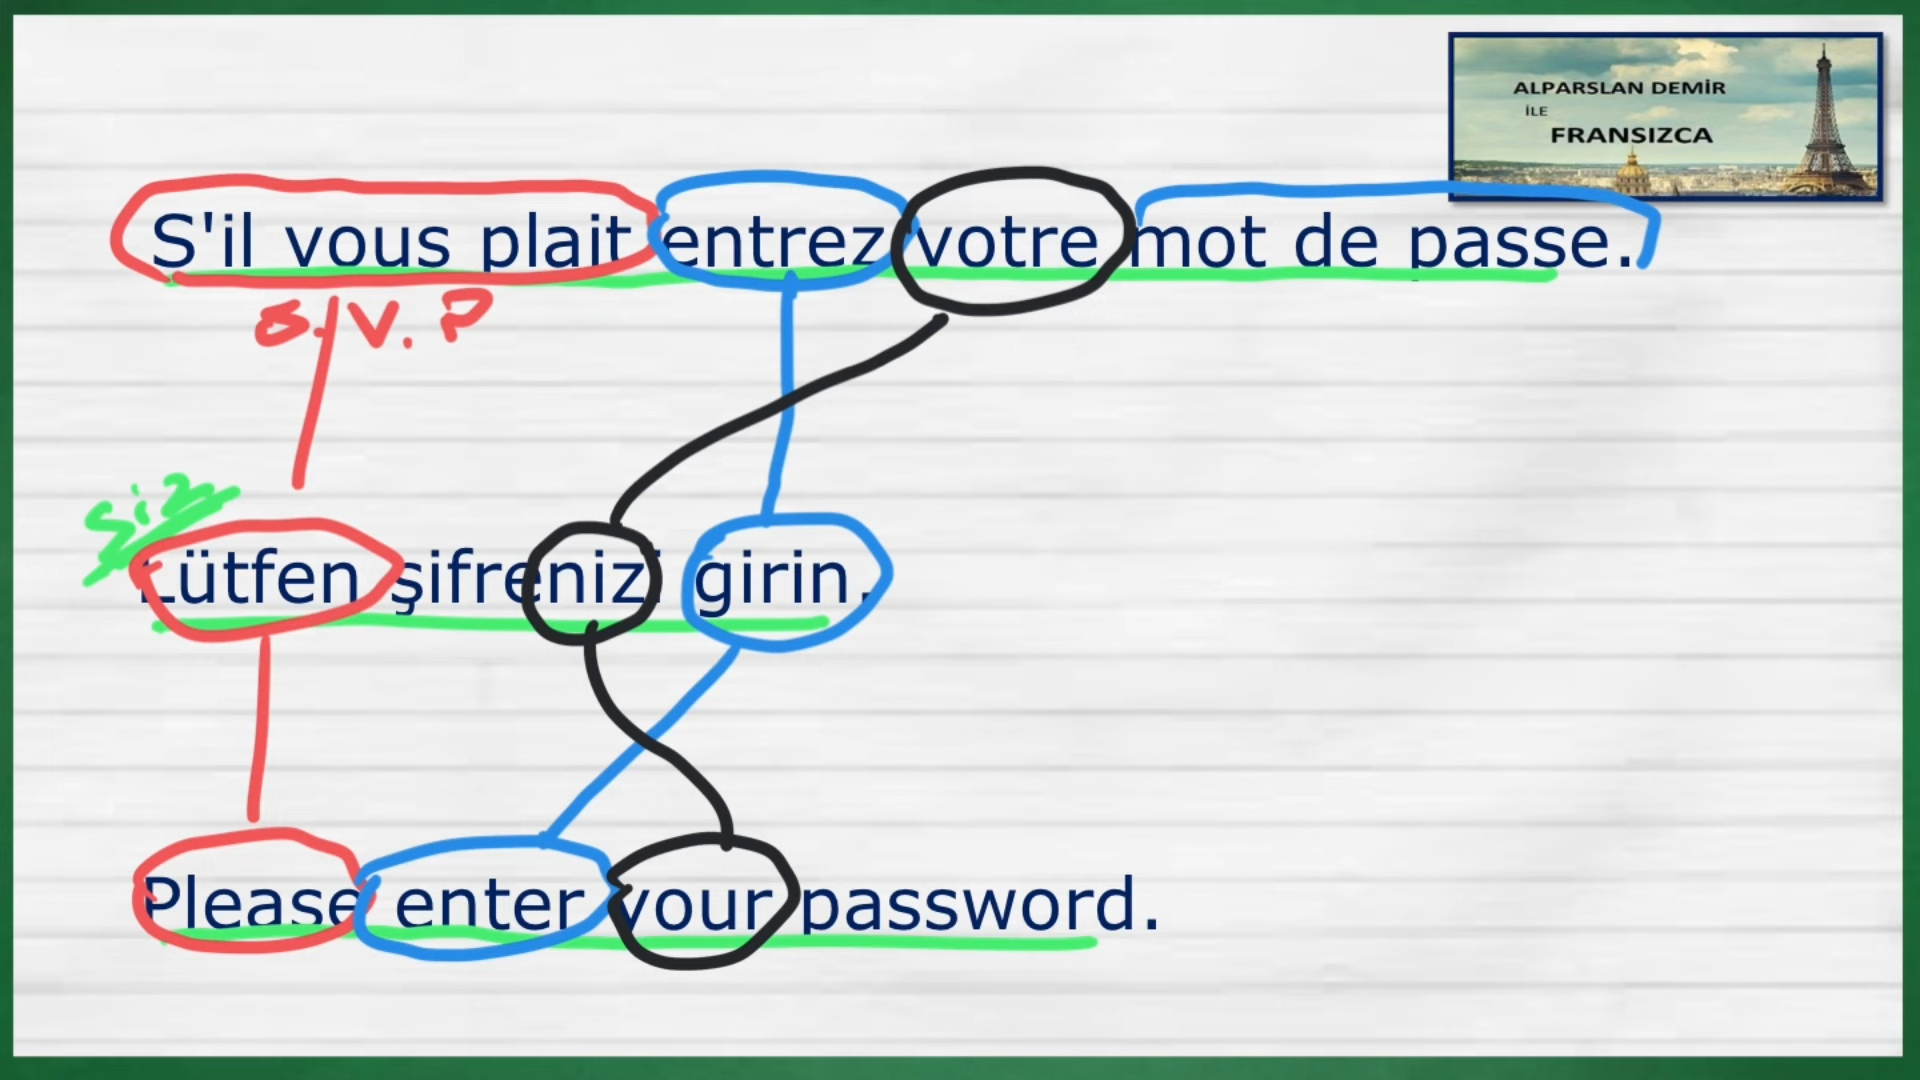 ALPARSLAN DEMİR
İLE
FRANSIZCA
S'il vous plait entrez votre mot de passe.
S.V.P
Siz
Lütfen şifrenizi girin.
Please enter your password.